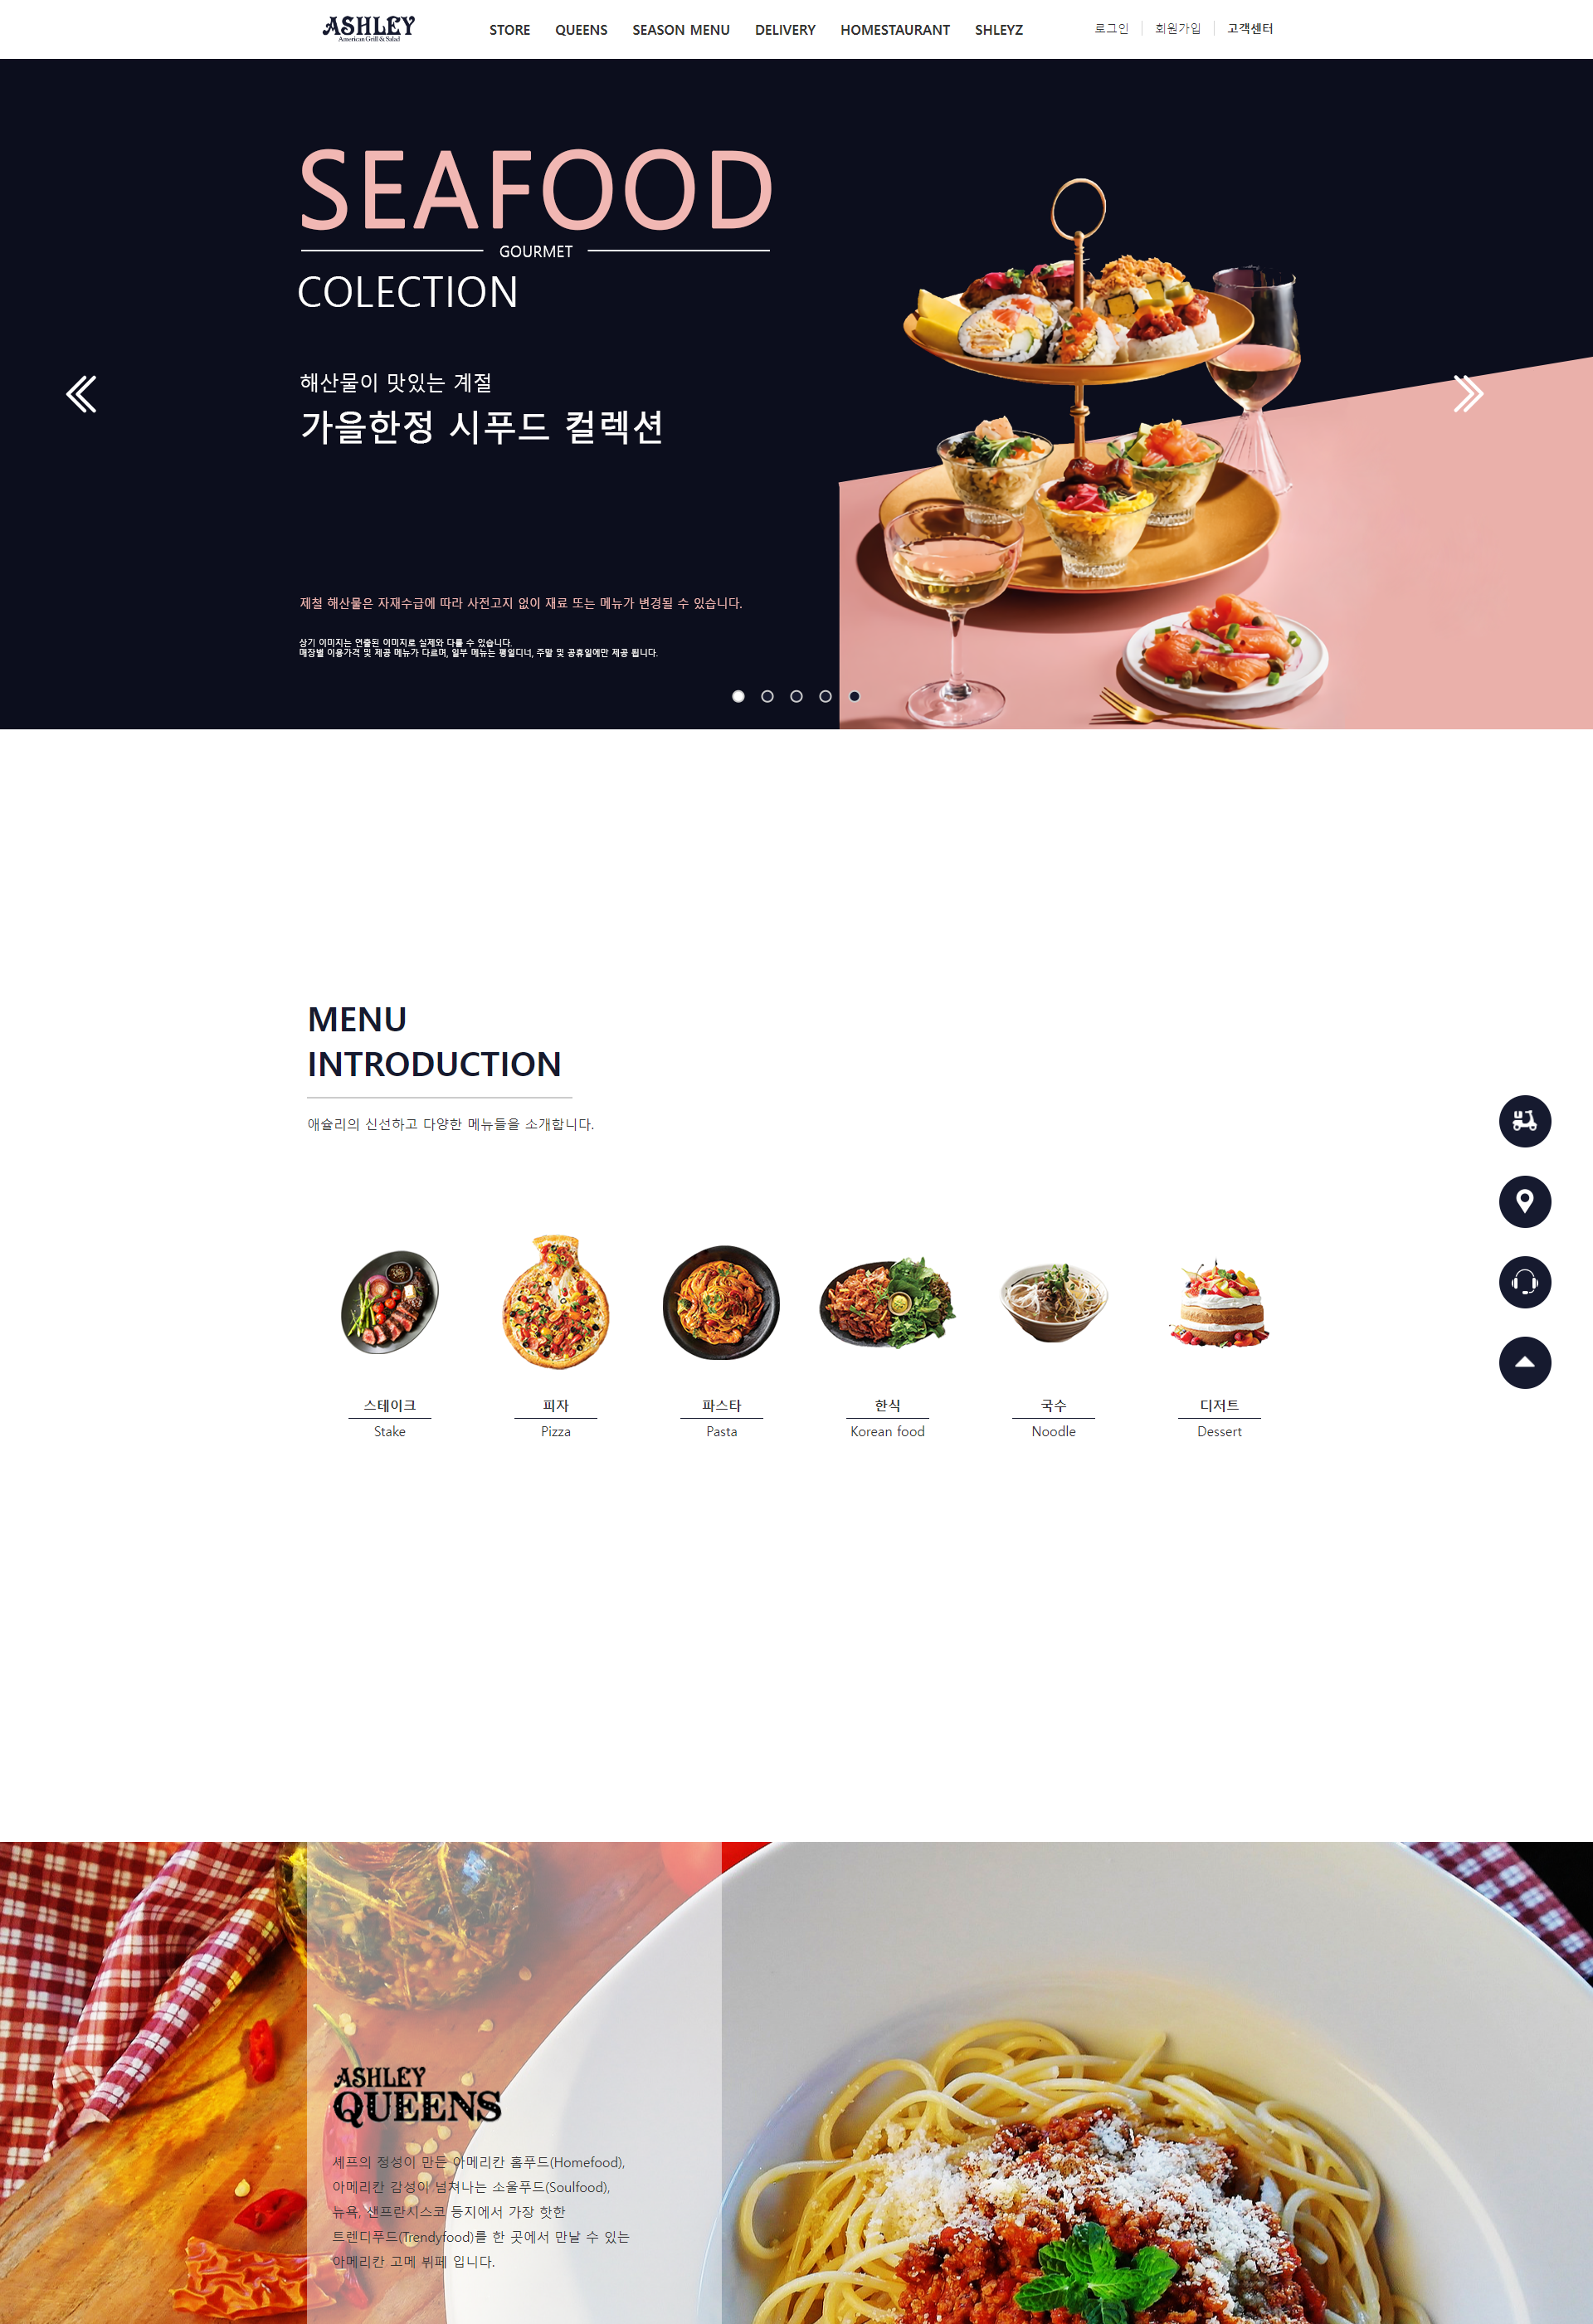 ASHLEY
American Grill & Salad
STORE QUEENS SEASON MENU DELIVERY HOMESTAURANT SHLEYZ
로그인 회원가입 고객센터
SEAFOOD
GOURMET
COLECTION
해산물이 맛있는 계절
가을한정 시푸드 컬렉션
제철 해산물은 자재수급에 따라 사전고지 없이 재료 또는 메뉴가 변경될 수 있습니다.
상기 이미지는 연출된 이미지로 실제와 다를 수 있습니다.
매장별 이용가격 및 제공 메뉴가 다르며, 일부 메뉴는 평일디너, 주말 및 공휴일에만 제공 됩니다.
MENU
INTRODUCTION
애슐리의 신선하고 다양한 메뉴들을 소개합니다.
스테이크 피자 파스타 한식 국수 디저트
Stake Pizza Pasta Korean food Noodle Dessert
ASHLEY
QUEENS
셰프의 정성이 만든 아메리칸 홈푸드(Homefood),
아메리칸 감성이 넘쳐나는 소울푸드(Soulfood),
뉴욕, 샌프란시스코 등지에서 가장 핫한
트렌디푸드(Trendyfood)를 한 곳에서 만날 수 있는
아메리칸 고메 뷔페 입니다.